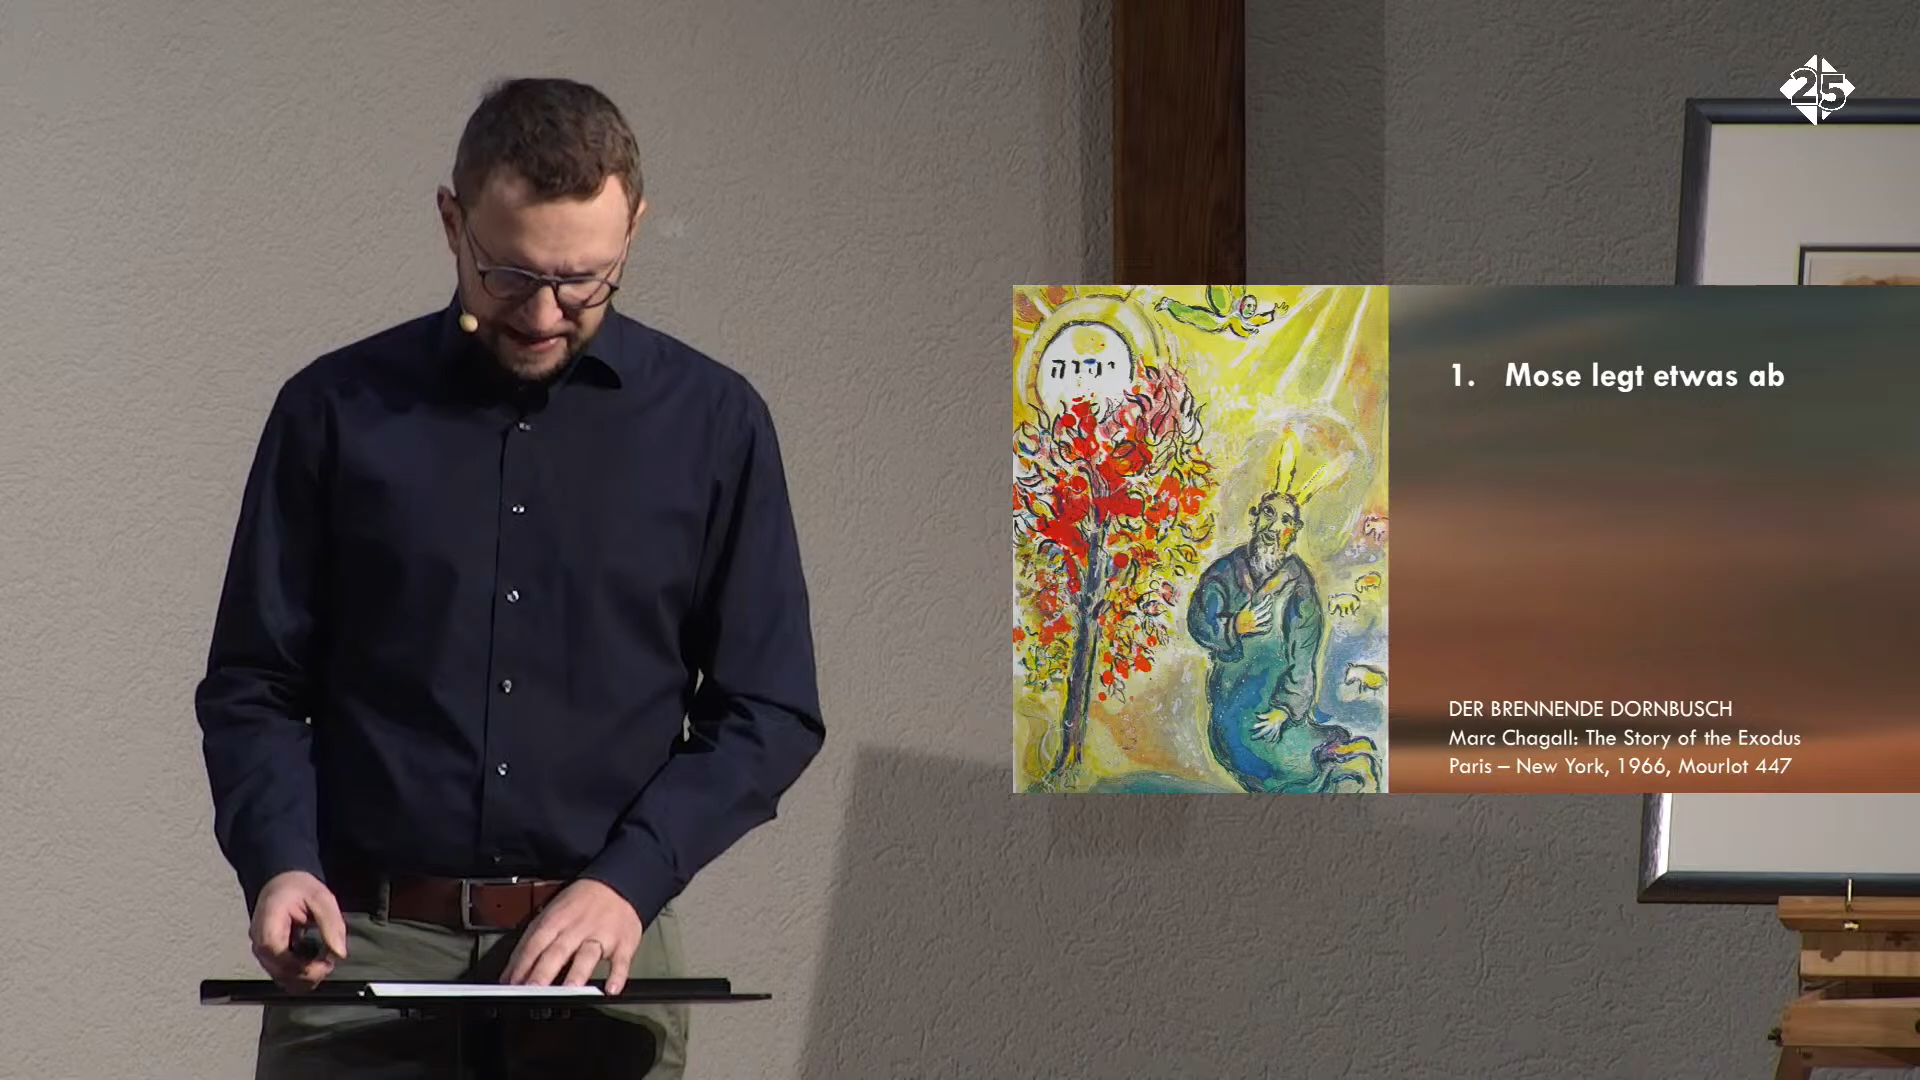 25
יהוה
1. Mose legt etwas ab
DER BRENNENDE DORNBUSCH
Marc Chagall: The Story of the Exodus
Paris – New York, 1966, Mourlot 447